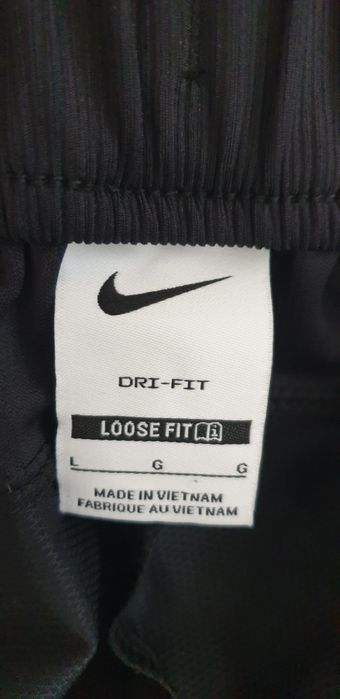 DRI-FIT
LOOSE FIT
L G G
MADE IN VIETNAM
FABRIQUE AU VIETNAM